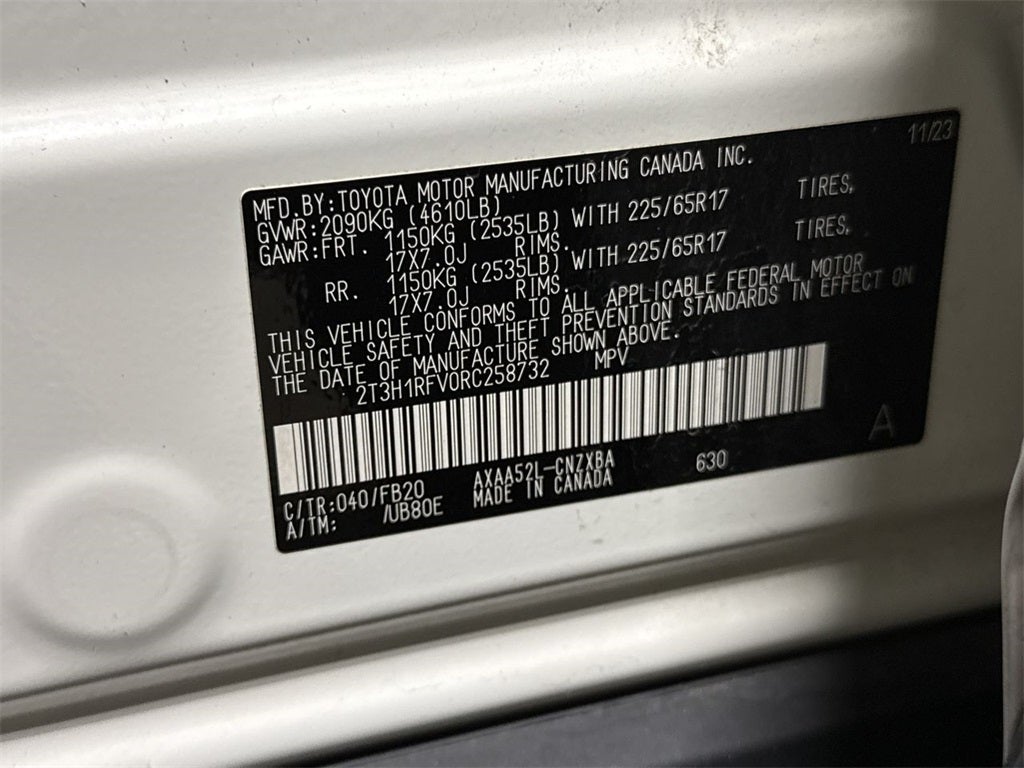 11/23
MFD.BY:TOYOTA MOTOR MANUFACTURING CANADA INC.
GVWR:2090KG (4610LB)
GAWR:FRT. 1150KG (2535LB) WITH 225/65R17 TIRES,
17X7.0J RIMS.
RR. 1150KG (2535LB) WITH 225/65R17 TIRES,
17X7.0J RIMS.
THIS VEHICLE CONFORMS TO ALL APPLICABLE FEDERAL MOTOR
VEHICLE SAFETY AND THEFT PREVENTION STANDARDS IN EFFECT ON
THE DATE OF MANUFACTURE SHOWN ABOVE.
2T3H1RFV0RC258732 MPV
A
C/TR:040/FB20 AXAA52L-CNZXBA 630
A/TM: /UB80E MADE IN CANADA